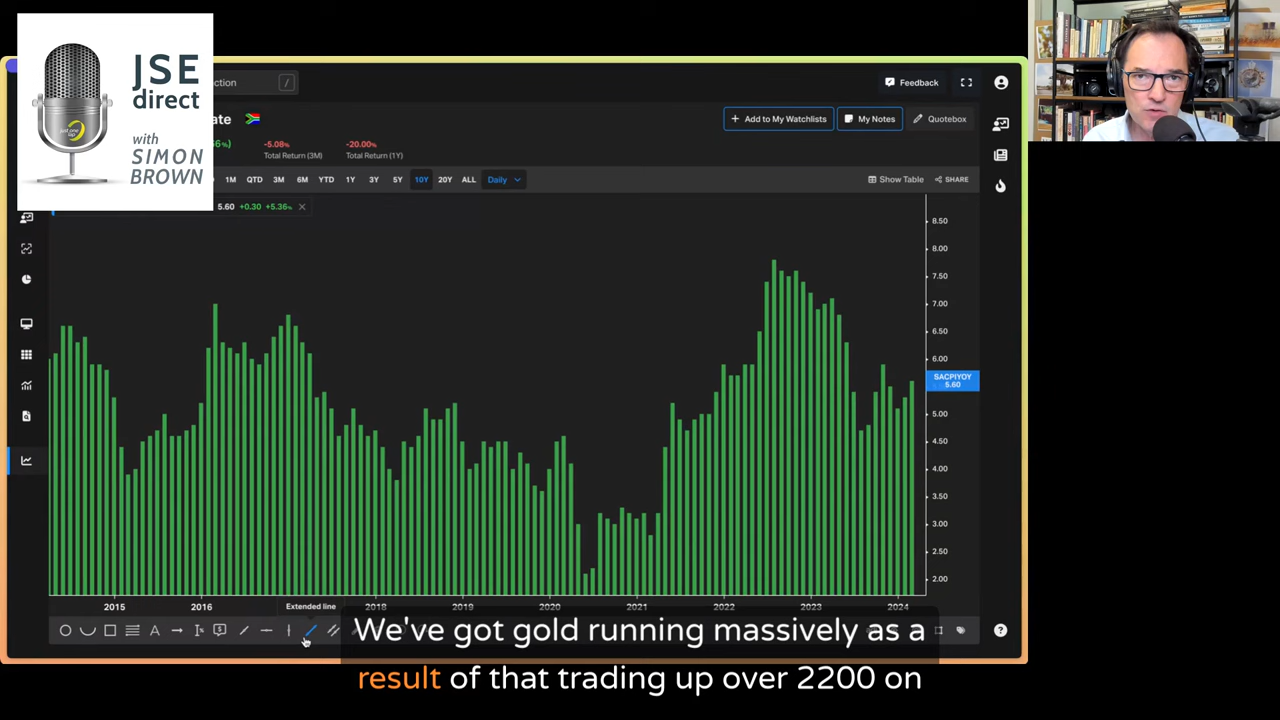 JSE
direct
with
SIMON
BROWN
just one lap
ction
/
Feedback
ate
Add to My Watchlists
My Notes
Quotebox
6%)
-5.08%
Total Return (3M)
-20.00%
Total Return (1Y)
1M QTD 3M 6M YTD 1Y 3Y 5Y 10Y 20Y ALL Daily
Show Table
SHARE
5.60 +0.30 +5.36%
8.50
8.00
7.50
7.00
6.50
6.00
SACPIYOY
5.60
5.00
4.50
4.00
3.50
3.00
2.50
2.00
2015 2016 2018 2019 2020 2021 2022 2023 2024
Extended line
We've got gold running massively as a
result of that trading up over 2200 on